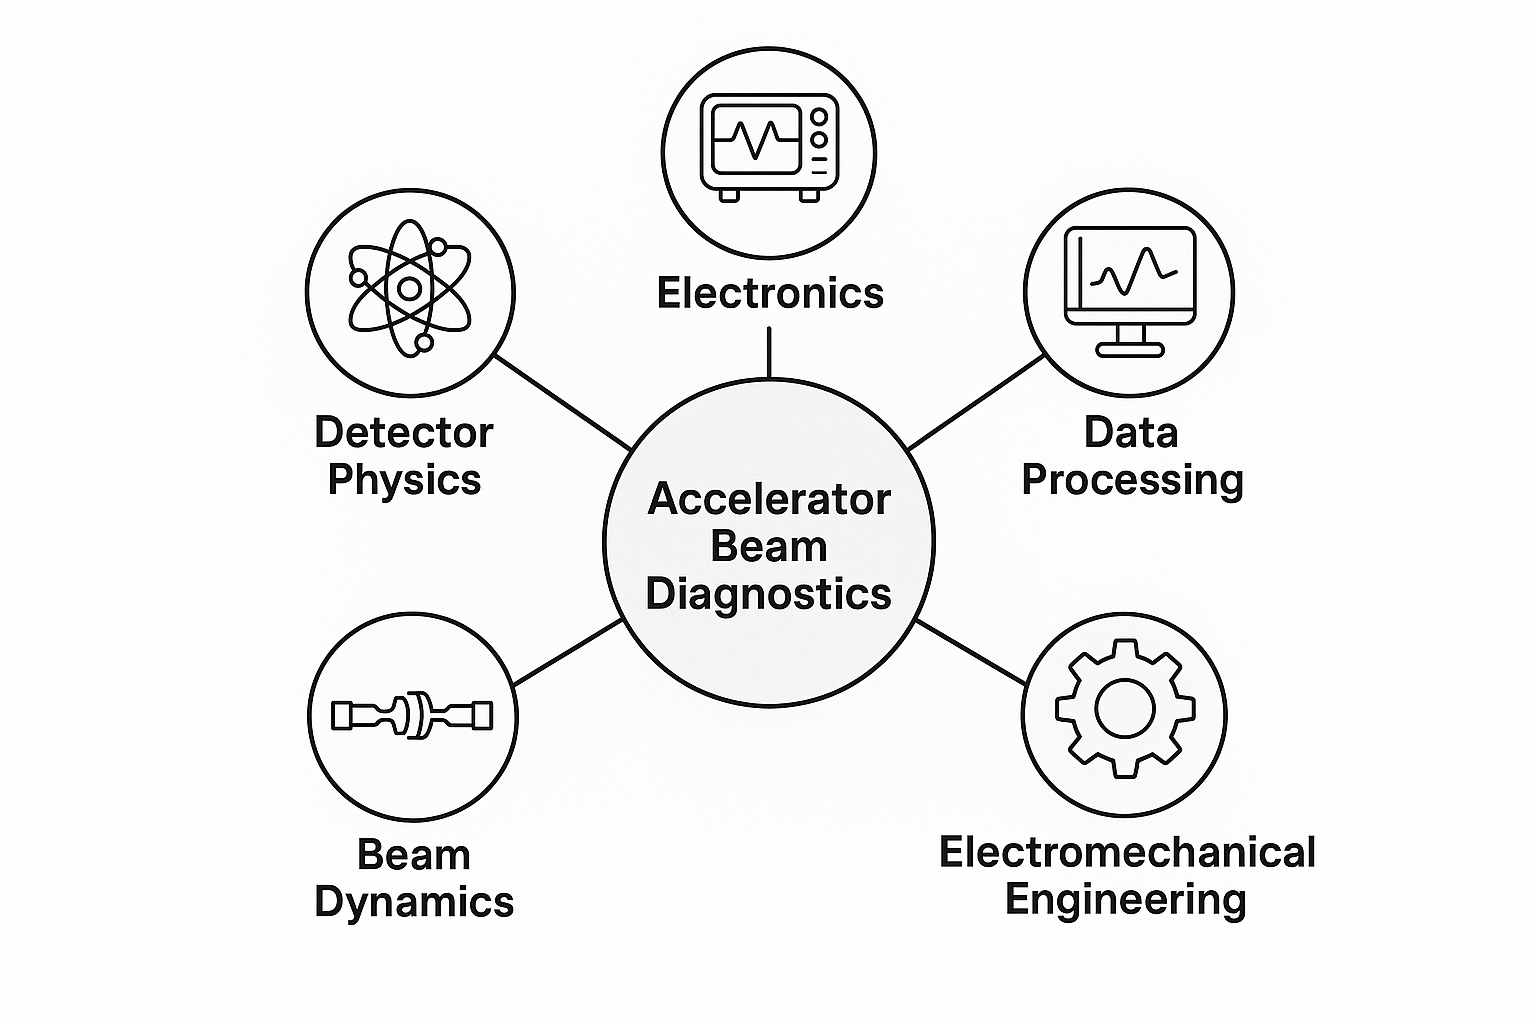 Electronics
Detector
Physics
Data
Processing
Accelerator
Beam
Diagnostics
Beam
Dynamics
Electromechanical
Engineering